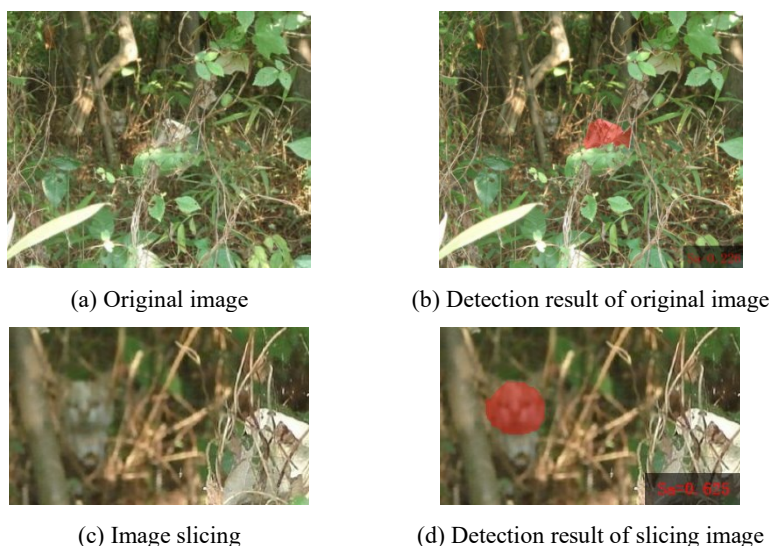 (a) Original image
(b) Detection result of original image
(c) Image slicing
(d) Detection result of slicing image